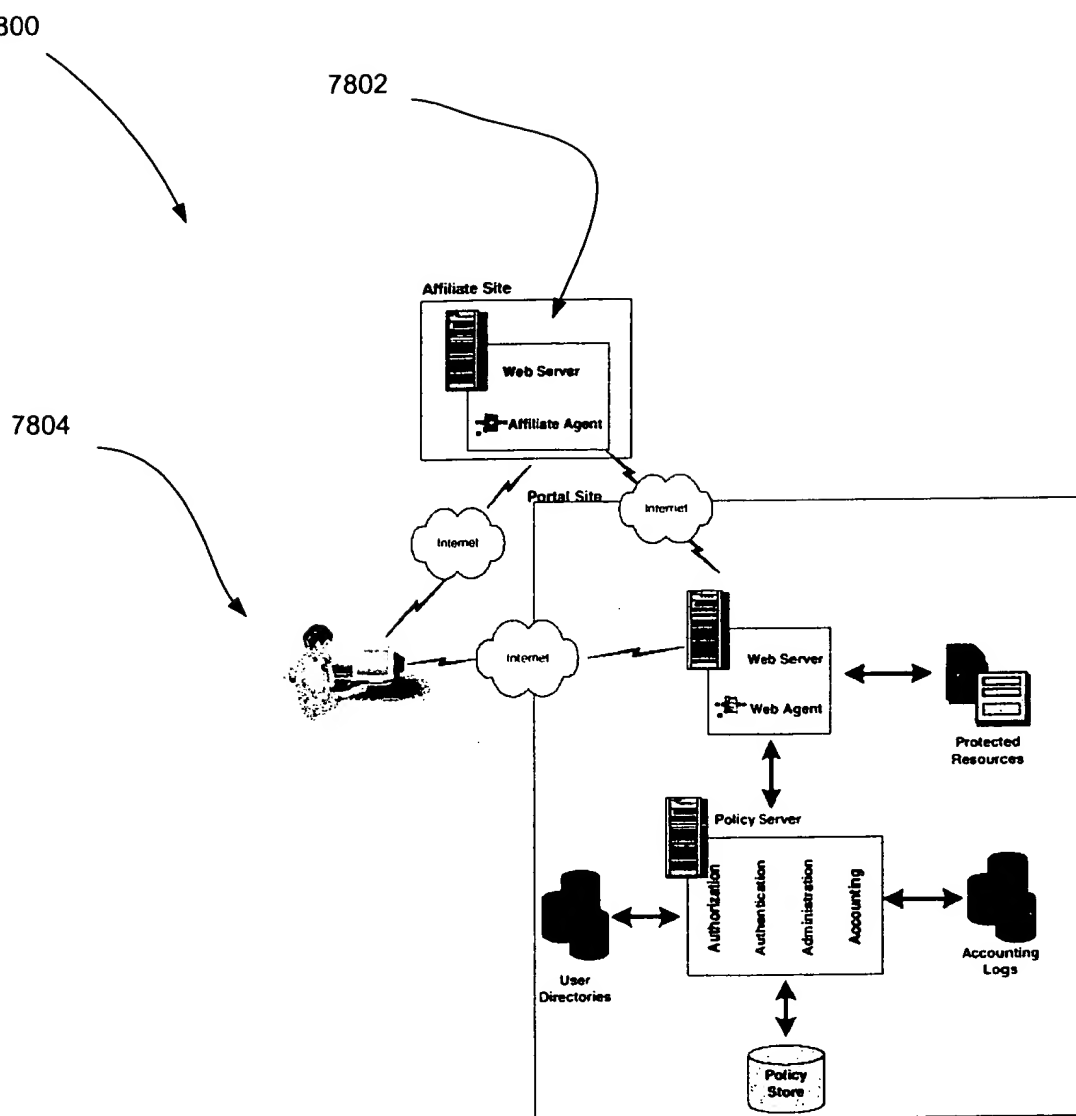 800
7802
Affiliate Site
Web Server
Affiliate Agent
7804
Portal Site
Internet
Internet
Internet
Web Server
Web Agent
Protected
Resources
Policy Server
Authorization
Authentication
Administration
Accounting
User
Directories
Accounting
Logs
Policy
Store